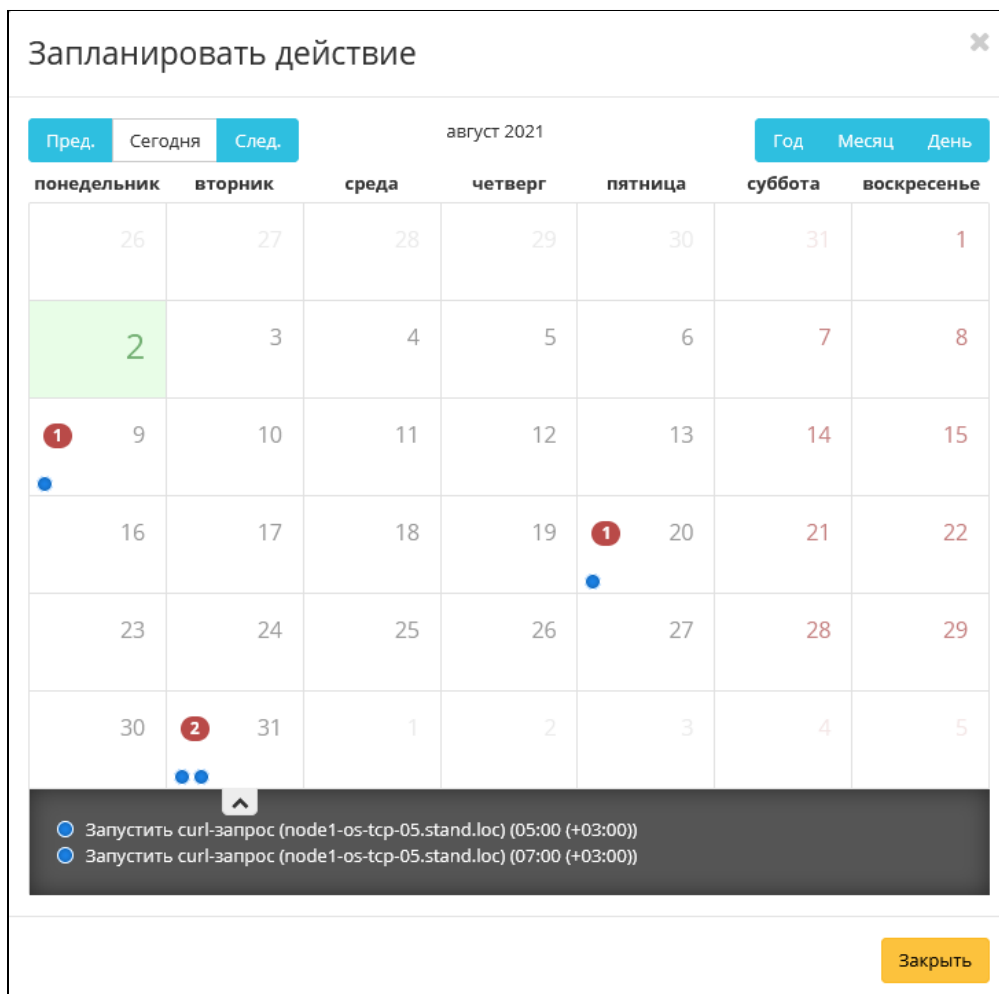 Запланировать действие ✖
Пред. Сегодня След. август 2021 Год Месяц День
понедельник вторник среда четверг пятница суббота воскресенье
26 27 28 29 30 31 1
2 3 4 5 6 7 8
1 9 10 11 12 13 14 15
16 17 18 19 1 20 21 22
23 24 25 26 27 28 29
30 2 31 1 2 3 4 5
Запустить curl-запрос (node1-os-tcp-05.stand.loc) (05:00 (+03:00))
Запустить curl-запрос (node1-os-tcp-05.stand.loc) (07:00 (+03:00))
Закрыть